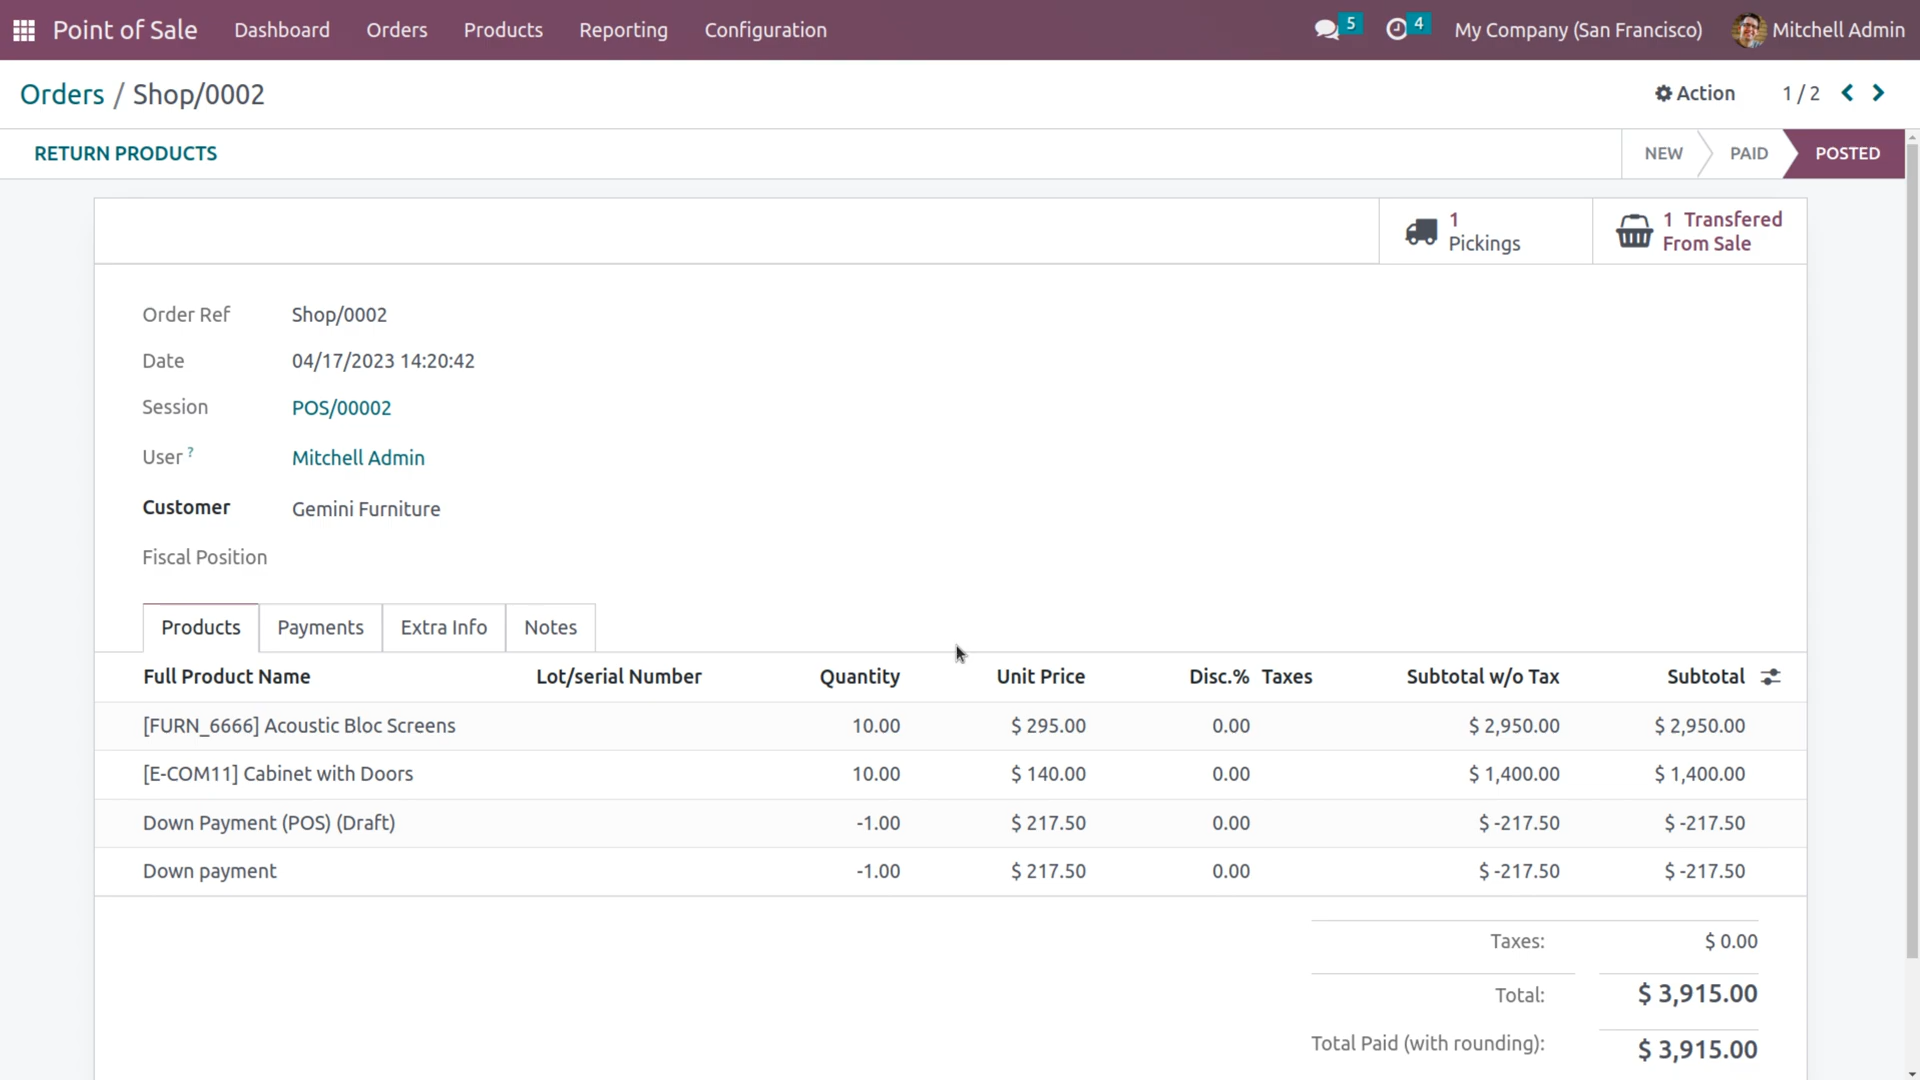 Point of Sale Dashboard Orders Products Reporting Configuration 5 4 My Company (San Francisco) Mitchell Admin
Orders / Shop/0002 Action 1 / 2
RETURN PRODUCTS NEW PAID POSTED
1 Pickings
1 Transfered From Sale
Order Ref Shop/0002
Date 04/17/2023 14:20:42
Session POS/00002
User ? Mitchell Admin
Customer Gemini Furniture
Fiscal Position
Products Payments Extra Info Notes
Full Product Name Lot/serial Number Quantity Unit Price Disc.% Taxes Subtotal w/o Tax Subtotal
[FURN_6666] Acoustic Bloc Screens 10.00 $ 295.00 0.00 $ 2,950.00 $ 2,950.00
[E-COM11] Cabinet with Doors 10.00 $ 140.00 0.00 $ 1,400.00 $ 1,400.00
Down Payment (POS) (Draft) -1.00 $ 217.50 0.00 $ -217.50 $ -217.50
Down payment -1.00 $ 217.50 0.00 $ -217.50 $ -217.50
Taxes: $ 0.00
Total: $ 3,915.00
Total Paid (with rounding): $ 3,915.00